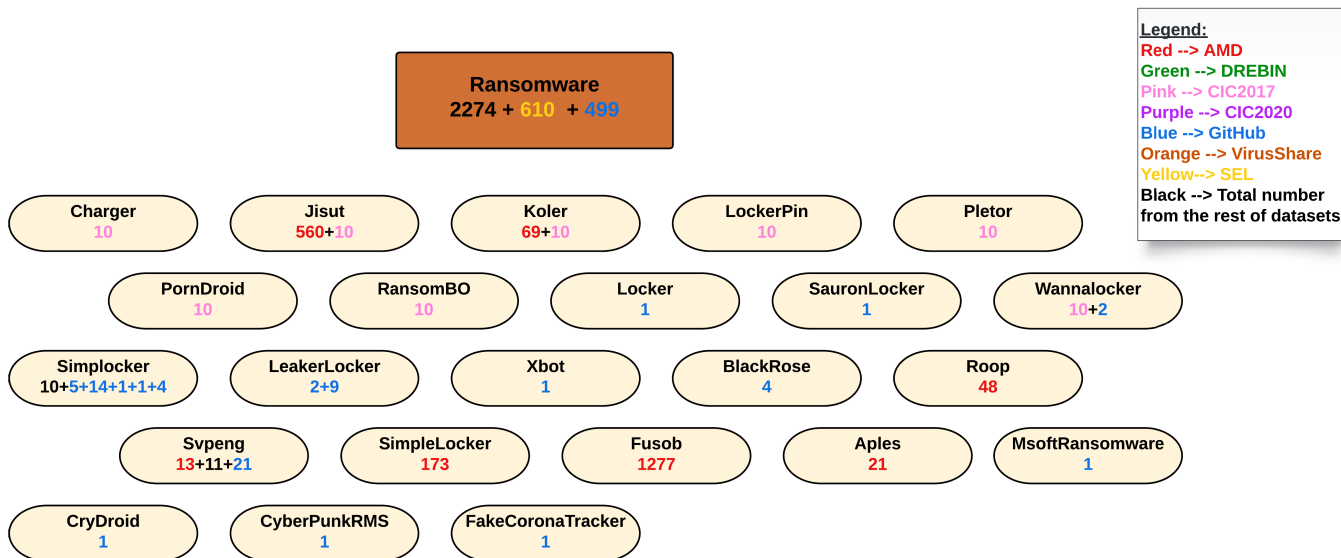 Legend:
Red --> AMD
Green --> DREBIN
Pink --> CIC2017
Purple --> CIC2020
Blue --> GitHub
Orange --> VirusShare
Yellow--> SEL
Black --> Total number
from the rest of datasets
Ransomware
2274 + 610 + 499
Charger
10
Jisut
560+10
Koler
69+10
LockerPin
10
Pletor
10
PornDroid
10
RansomBO
10
Locker
1
SauronLocker
1
Wannalocker
10+2
Simplocker
10+5+14+1+1+4
LeakerLocker
2+9
Xbot
1
BlackRose
4
Roop
48
Svpeng
13+11+21
SimpleLocker
173
Fusob
1277
Aples
21
MsoftRansomware
1
CryDroid
1
CyberPunkRMS
1
FakeCoronaTracker
1